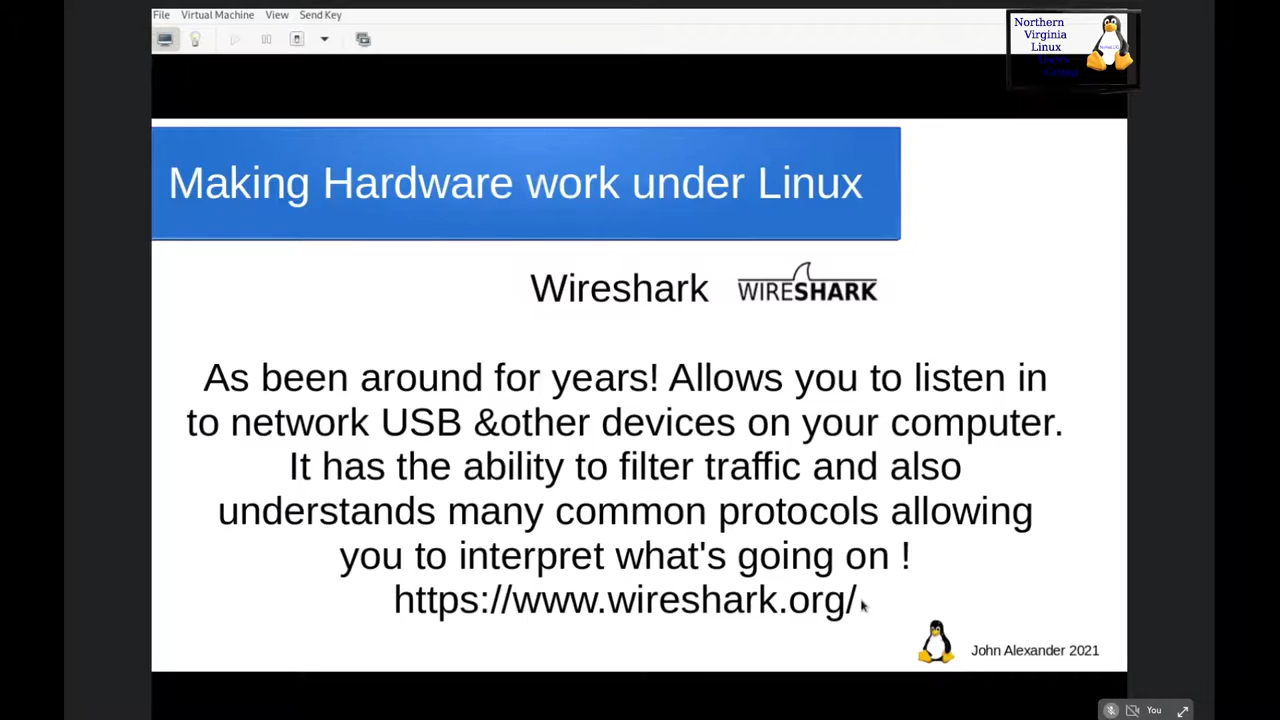 File Virtual Machine View Send Key
Northern
Virginia
Linux
Users
Group
Making Hardware work under Linux
Wireshark WIRESHARK
As been around for years! Allows you to listen in
to network USB &other devices on your computer.
It has the ability to filter traffic and also
understands many common protocols allowing
you to interpret what's going on !
https://www.wireshark.org/
John Alexander 2021
You